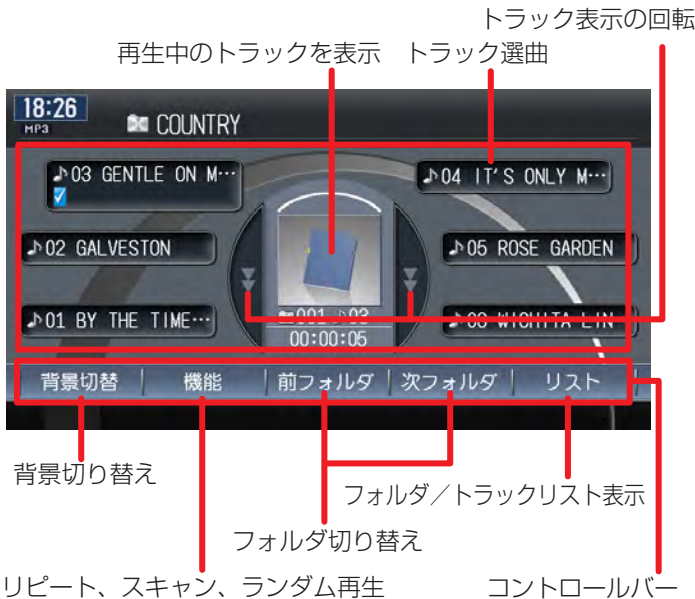 トラック表示の回転
再生中のトラックを表示 トラック選曲
18:26
MP3
COUNTRY
03 GENTLE ON M…
04 IT'S ONLY M…
02 GALVESTON
05 ROSE GARDEN
01 BY THE TIME…
001 03
WICHITA LIN
00:00:05
背景切替 機能 前フォルダ 次フォルダ リスト
背景切り替え
フォルダ／トラックリスト表示
フォルダ切り替え
リピート、スキャン、ランダム再生 コントロールバー